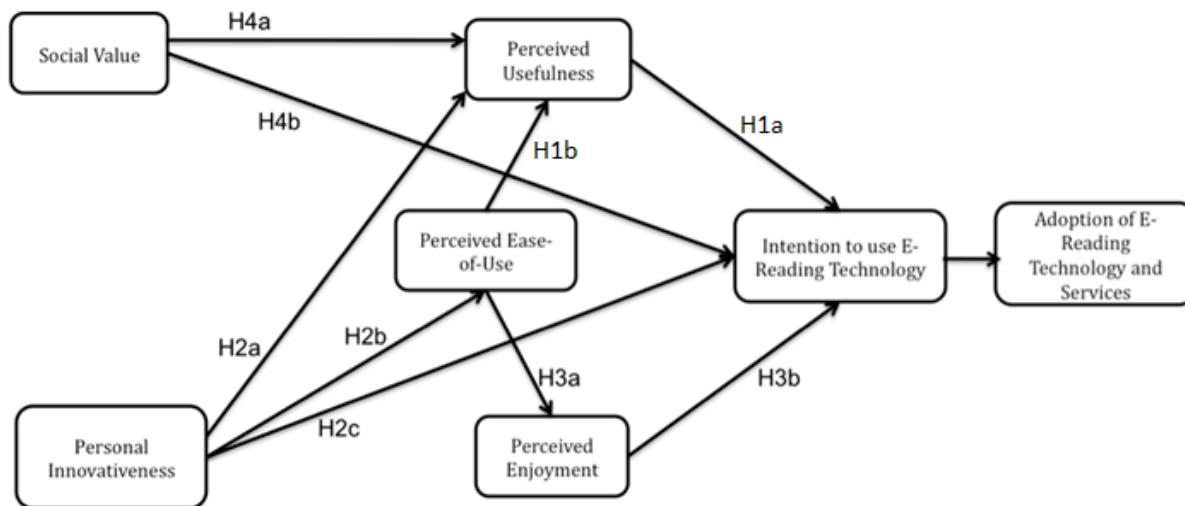 H4a
Social Value
Perceived
Usefulness
H4b
H1a
H1b
Perceived Ease-
of-Use
Intention to use E-
Reading Technology
Adoption of E-
Reading
Technology and
Services
H2a
H2b
H3a
H3b
H2c
Personal
Innovativeness
Perceived
Enjoyment